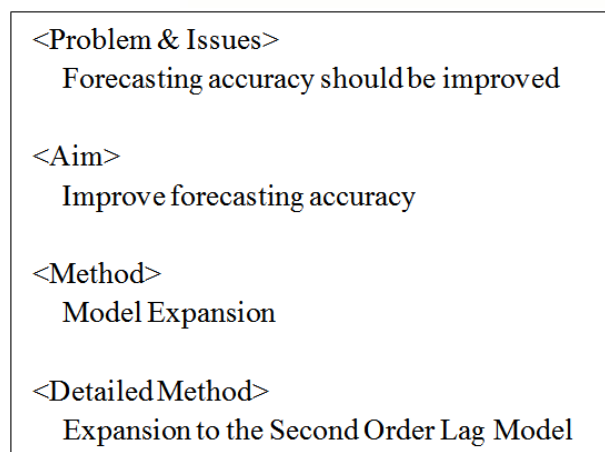 <Problem & Issues>
Forecasting accuracy should be improved
<Aim>
Improve forecasting accuracy
<Method>
Model Expansion
<Detailed Method>
Expansion to the Second Order Lag Model